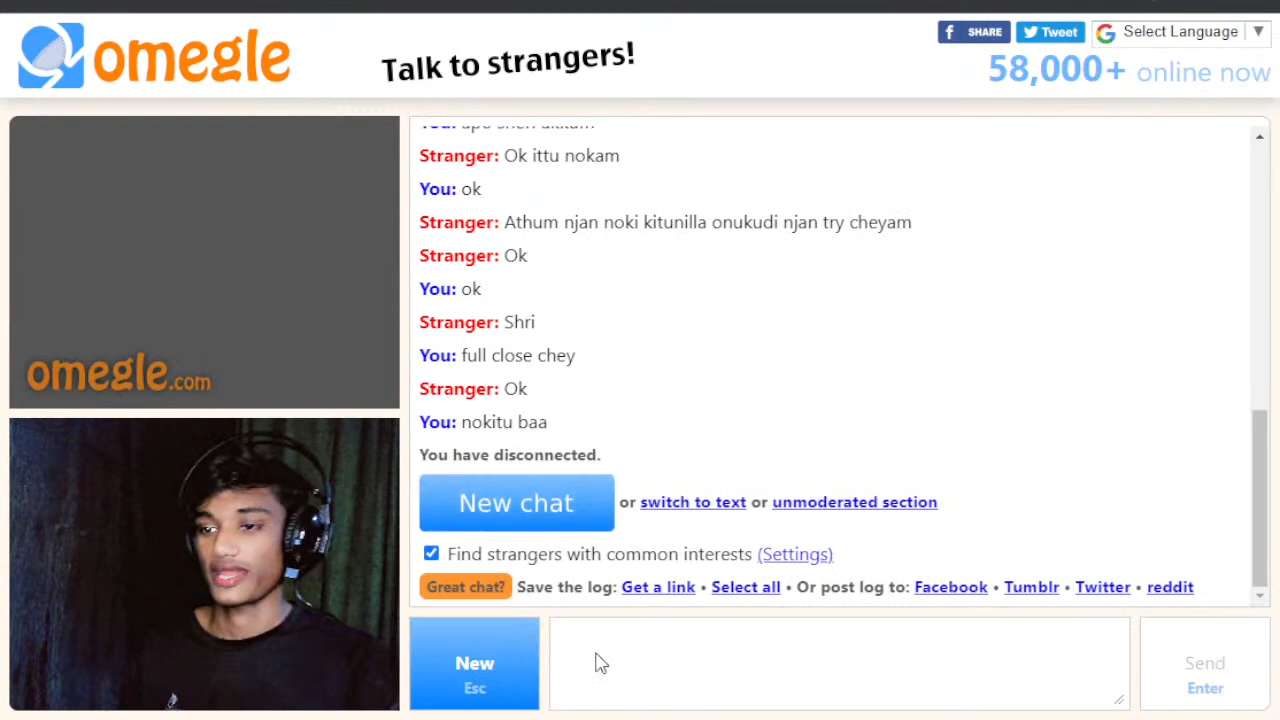 omegle
Talk to strangers!
SHARE
Tweet
Select Language
58,000+ online now
Stranger: Ok ittu nokam
You: ok
Stranger: Athum njan noki kitunilla onukudi njan try cheyam
Stranger: Ok
You: ok
Stranger: Shri
You: full close chey
Stranger: Ok
You: nokitu baa
You have disconnected.
New chat or switch to text or unmoderated section
Find strangers with common interests (Settings)
Great chat? Save the log: Get a link • Select all • Or post log to: Facebook • Tumblr • Twitter • reddit
omegle.com
New
Esc
Send
Enter